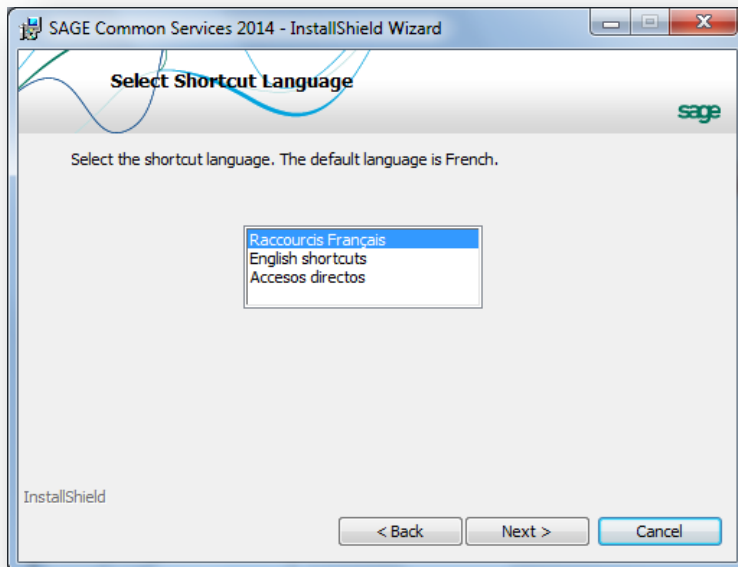 SAGE Common Services 2014 - InstallShield Wizard
Select Shortcut Language
sage
Select the shortcut language. The default language is French.
Raccourcis Français
English shortcuts
Accesos directos
InstallShield
< Back
Next >
Cancel